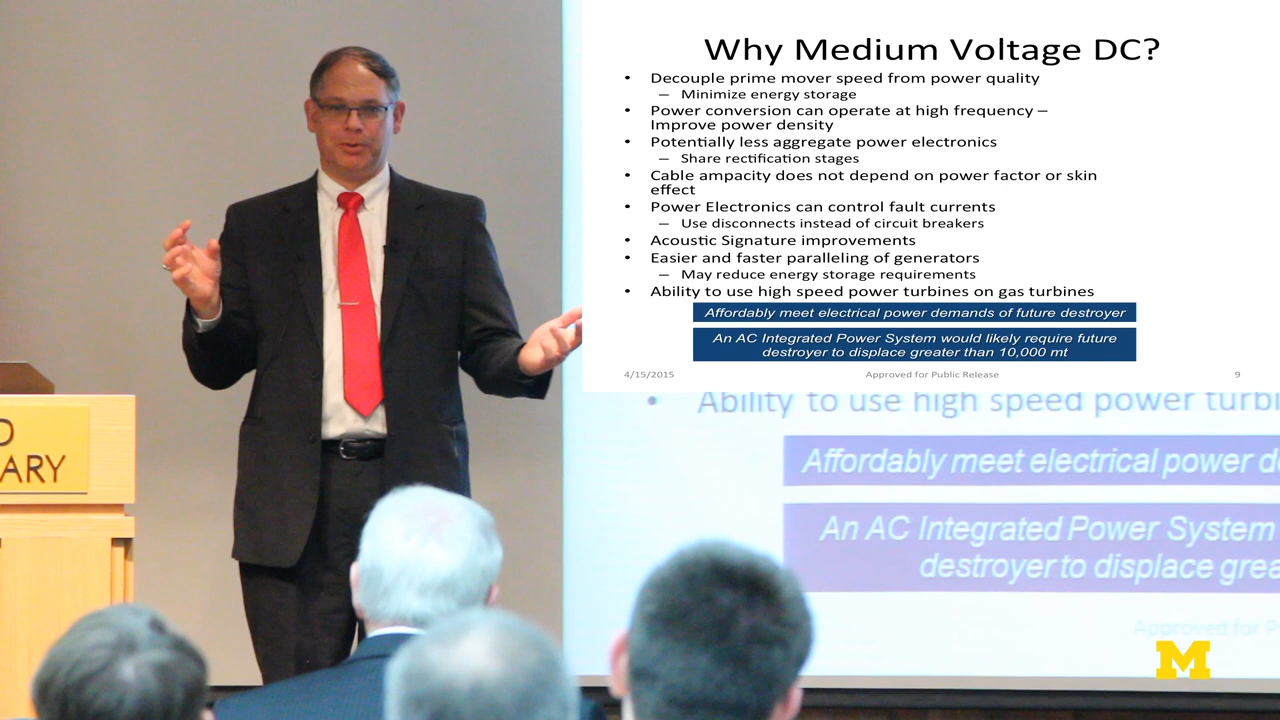 Why Medium Voltage DC?
• Decouple prime mover speed from power quality
– Minimize energy storage
• Power conversion can operate at high frequency –
Improve power density
• Potentially less aggregate power electronics
– Share rectification stages
• Cable ampacity does not depend on power factor or skin
effect
• Power Electronics can control fault currents
– Use disconnects instead of circuit breakers
• Acoustic Signature improvements
• Easier and faster paralleling of generators
– May reduce energy storage requirements
• Ability to use high speed power turbines on gas turbines
Affordably meet electrical power demands of future destroyer
An AC Integrated Power System would likely require future
destroyer to displace greater than 10,000 mt
4/15/2015 Approved for Public Release 9
• Ability to use high speed power turbi
Affordably meet electrical power d
An AC Integrated Power System
destroyer to displace grea
Approved for P
D
ARY
M